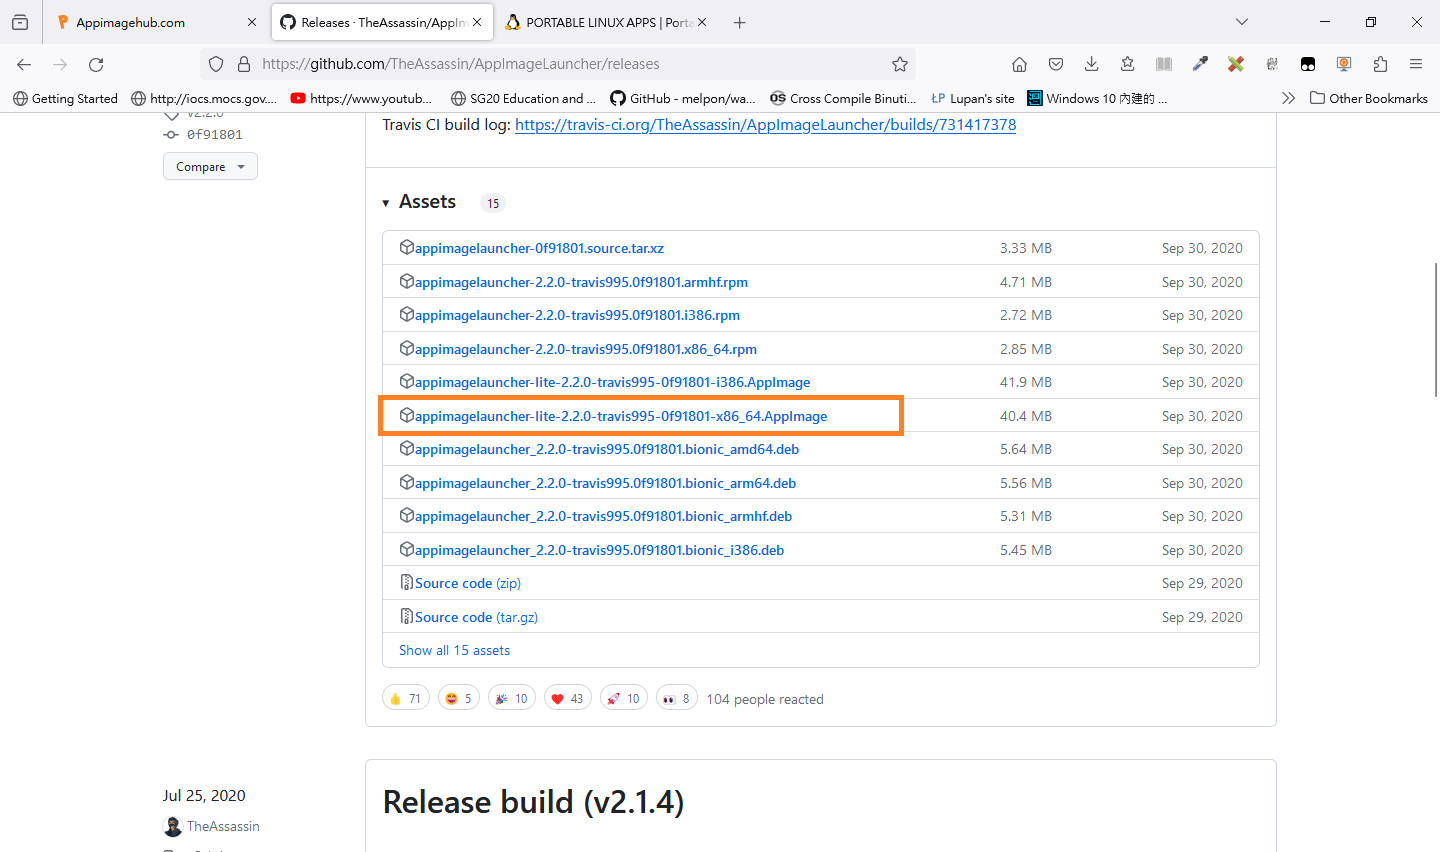 Appimagehub.com
Releases · TheAssassin/AppIm
PORTABLE LINUX APPS | Porta
https://github.com/TheAssassin/AppImageLauncher/releases
Getting Started
http://iocs.mocs.gov....
https://www.youtub...
SG20 Education and ...
GitHub - melpon/wa...
OS Cross Compile Binuti...
ŁP Lupan's site
Windows 10 內建的 ...
Other Bookmarks
v2.2.0
0f91801
Compare
Travis CI build log: https://travis-ci.org/TheAssassin/AppImageLauncher/builds/731417378
Assets 15
appimagelauncher-0f91801.source.tar.xz 3.33 MB Sep 30, 2020
appimagelauncher-2.2.0-travis995.0f91801.armhf.rpm 4.71 MB Sep 30, 2020
appimagelauncher-2.2.0-travis995.0f91801.i386.rpm 2.72 MB Sep 30, 2020
appimagelauncher-2.2.0-travis995.0f91801.x86_64.rpm 2.85 MB Sep 30, 2020
appimagelauncher-lite-2.2.0-travis995-0f91801-i386.AppImage 41.9 MB Sep 30, 2020
appimagelauncher-lite-2.2.0-travis995-0f91801-x86_64.AppImage 40.4 MB Sep 30, 2020
appimagelauncher_2.2.0-travis995.0f91801.bionic_amd64.deb 5.64 MB Sep 30, 2020
appimagelauncher_2.2.0-travis995.0f91801.bionic_arm64.deb 5.56 MB Sep 30, 2020
appimagelauncher_2.2.0-travis995.0f91801.bionic_armhf.deb 5.31 MB Sep 30, 2020
appimagelauncher_2.2.0-travis995.0f91801.bionic_i386.deb 5.45 MB Sep 30, 2020
Source code (zip) Sep 29, 2020
Source code (tar.gz) Sep 29, 2020
Show all 15 assets
71 5 10 43 10 8 104 people reacted
Jul 25, 2020
TheAssassin
Release build (v2.1.4)